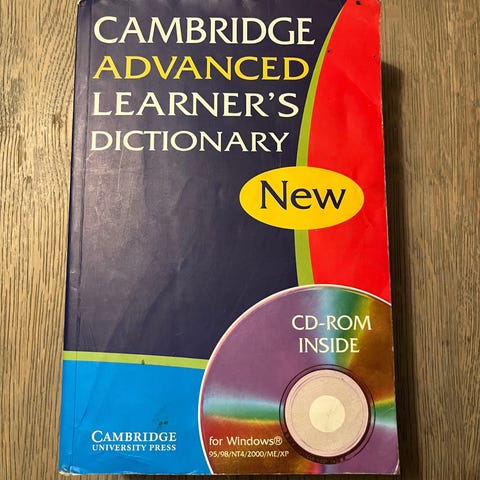 CAMBRIDGE
ADVANCED
LEARNER'S
DICTIONARY
New
CD-ROM
INSIDE
for Windows®
95/98/NT4/2000/ME/XP
CAMBRIDGE
UNIVERSITY PRESS